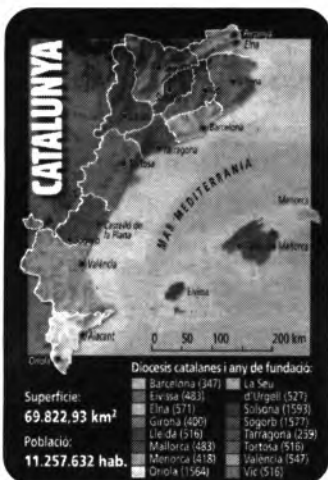 CATALUNYA
Perpinyà
Elna
Girona
Barcelona
Tarragona
Tortosa
MAR MEDITERRÀNIA
Castelló de
la Plana
Menorca
Mallorca
València
Eivissa
Alacant
Oriola
0 50 100 200 km
Superfície:
69.822,93 km²
Població:
11.257.632 hab.
Diòcesis catalanes i any de fundació:
Barcelona (347)
Eivissa (483)
Elna (571)
Girona (400)
Lleida (516)
Mallorca (483)
Menorca (418)
Oriola (1564)
La Seu
d'Urgell (527)
Solsona (1593)
Sogorb (1577)
Tarragona (259)
Tortosa (516)
València (547)
Vic (516)